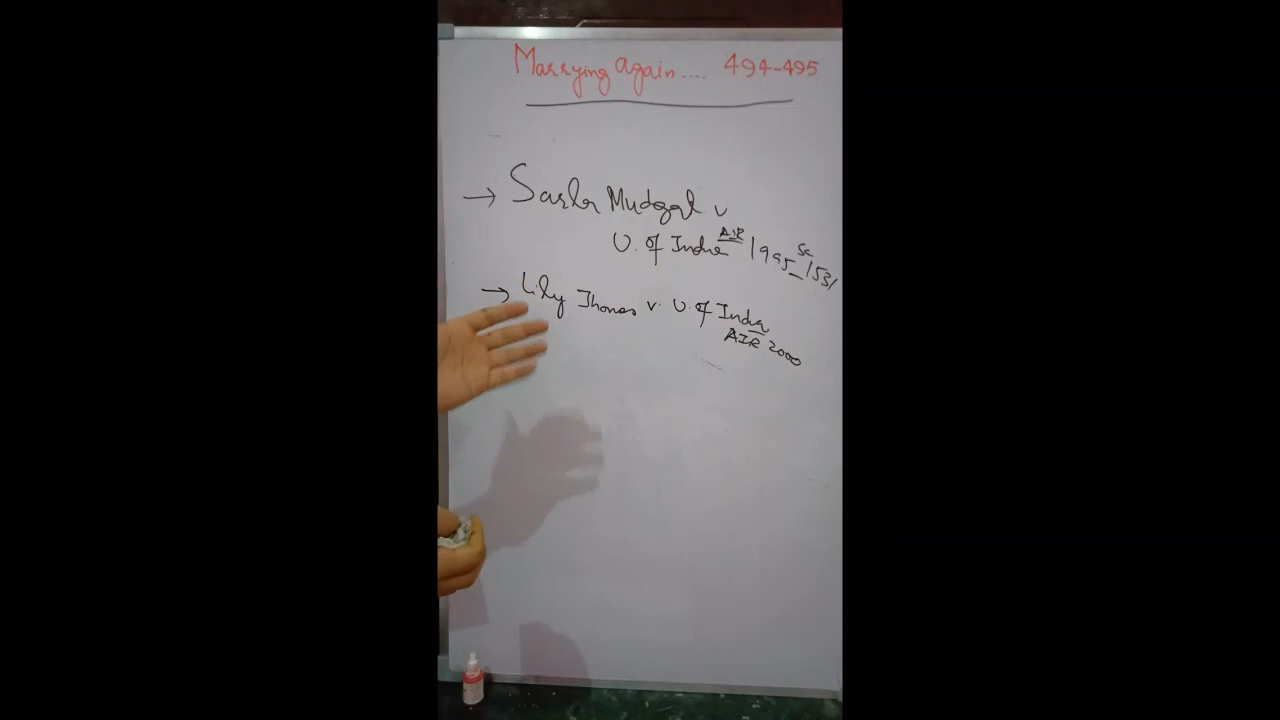 Marrying Again.... 494-495
→ Sarla Mudgal v
U. of India AIR 1995 SC 1531
→ Lily Thomas v. U. of India
AIR 2000